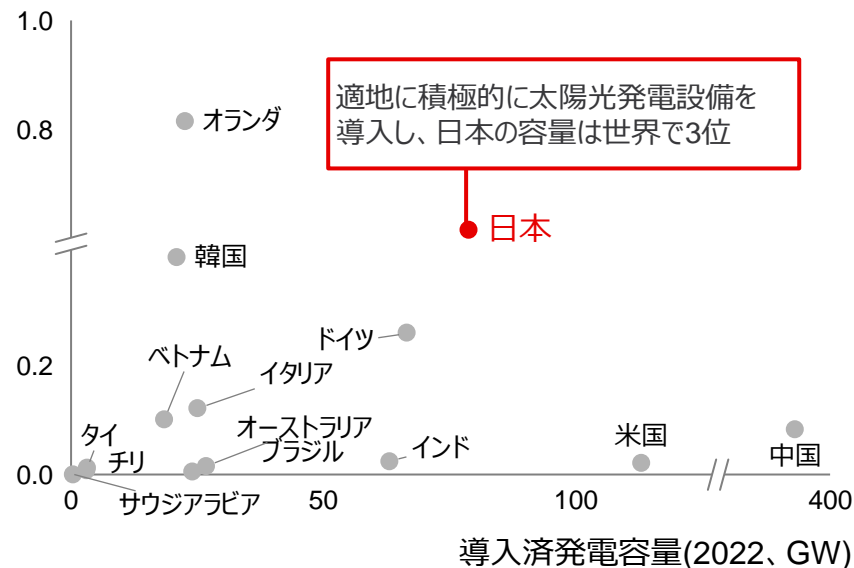 1.0
適地に積極的に太陽光発電設備を
導入し、日本の容量は世界で3位
0.8
オランダ
日本
韓国
ドイツ
ベトナム
イタリア
0.2
オーストラリア
タイ
米国
インド
ブラジル
チリ
中国
0.0
サウジアラビア
0
50
100
400
導入済発電容量(2022、GW)